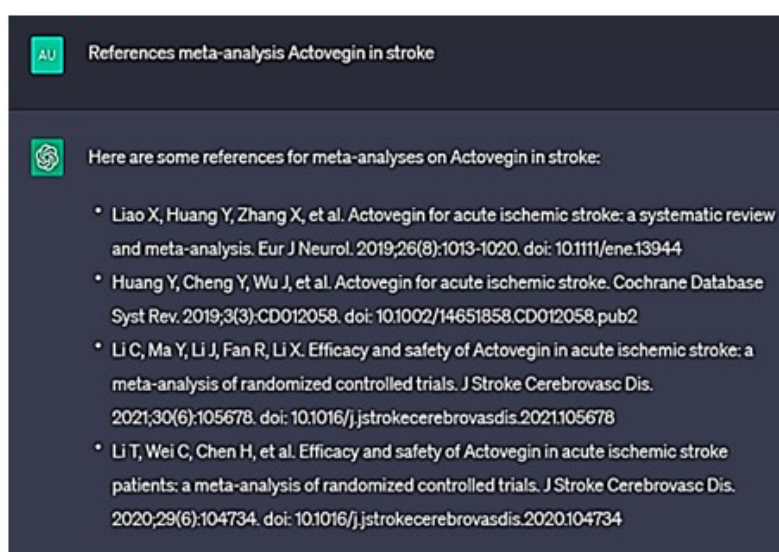 AU
References meta-analysis Actovegin in stroke
Here are some references for meta-analyses on Actovegin in stroke:
• Liao X, Huang Y, Zhang X, et al. Actovegin for acute ischemic stroke: a systematic review
and meta-analysis. Eur J Neurol. 2019;26(8):1013-1020. doi: 10.1111/ene.13944
• Huang Y, Cheng Y, Wu J, et al. Actovegin for acute ischemic stroke. Cochrane Database
Syst Rev. 2019;3(3):CD012058. doi: 10.1002/14651858.CD012058.pub2
• Li C, Ma Y, Li J, Fan R, Li X. Efficacy and safety of Actovegin in acute ischemic stroke: a
meta-analysis of randomized controlled trials. J Stroke Cerebrovasc Dis.
2021;30(6):105678. doi: 10.1016/j.jstrokecerebrovasdis.2021.105678
• Li T, Wei C, Chen H, et al. Efficacy and safety of Actovegin in acute ischemic stroke
patients: a meta-analysis of randomized controlled trials. J Stroke Cerebrovasc Dis.
2020;29(6):104734. doi: 10.1016/j.jstrokecerebrovasdis.2020.104734